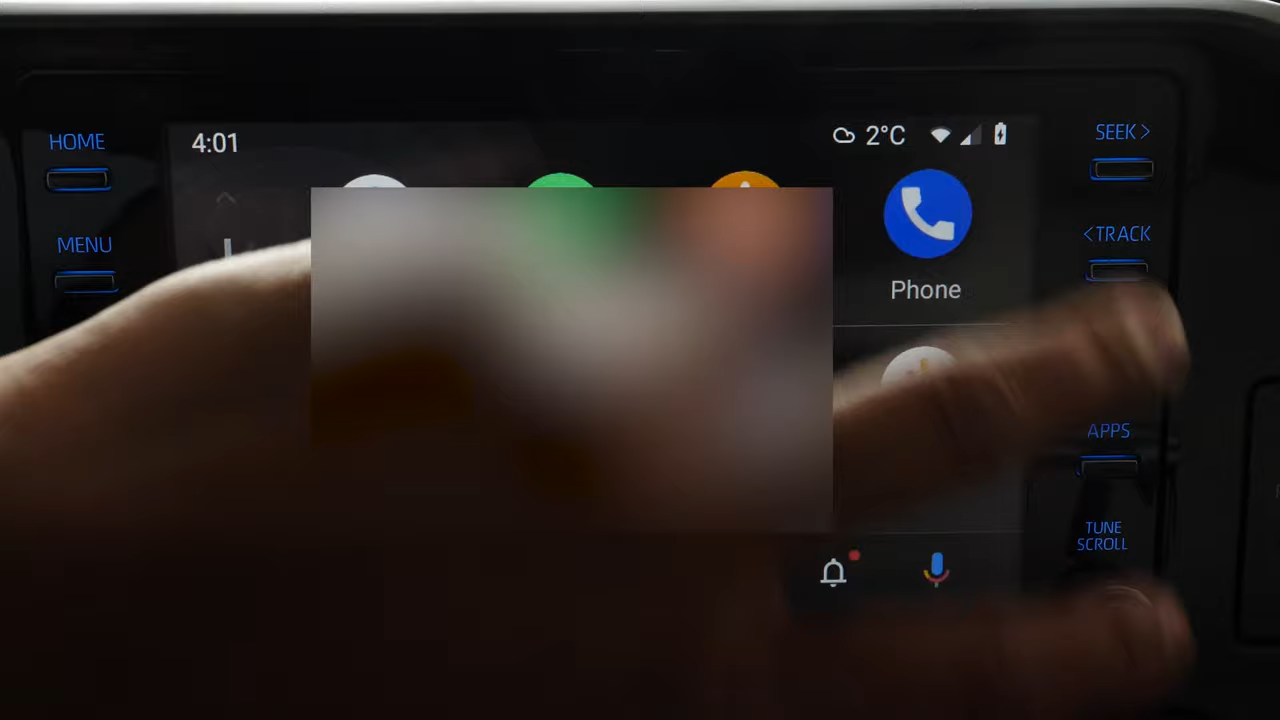 HOME
MENU
4:01
2°C
Phone
SEEK >
<TRACK
APPS
TUNE
SCROLL